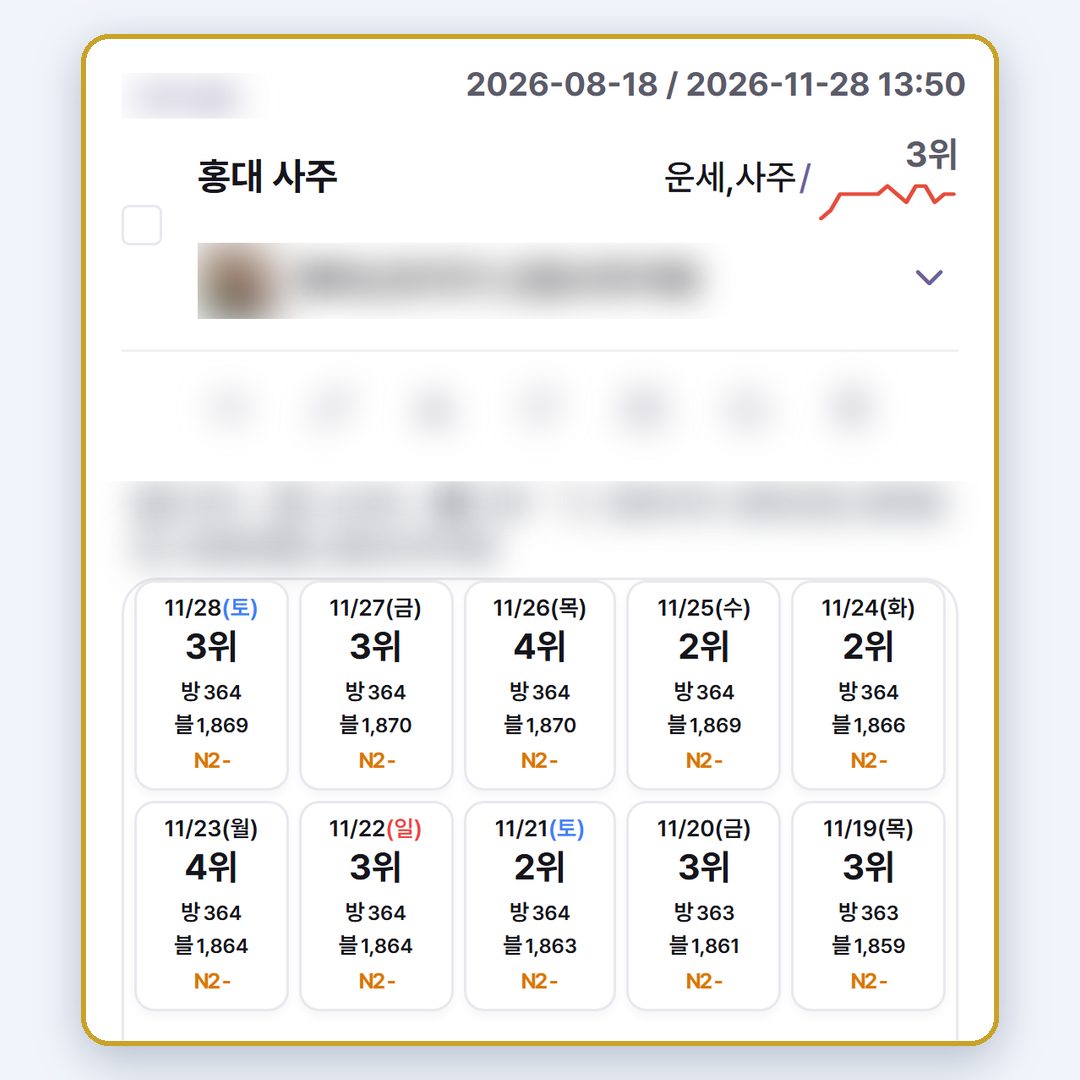 2026-08-18 / 2026-11-28 13:50
홍대 사주
운세,사주/
3위
11/28(토) 11/27(금) 11/26(목) 11/25(수) 11/24(화)
3위 3위 4위 2위 2위
방364 방364 방364 방364 방364
블1,869 블1,870 블1,870 블1,869 블1,866
N2- N2- N2- N2- N2-
11/23(월) 11/22(일) 11/21(토) 11/20(금) 11/19(목)
4위 3위 2위 3위 3위
방364 방364 방364 방363 방363
블1,864 블1,864 블1,863 블1,861 블1,859
N2- N2- N2- N2- N2-